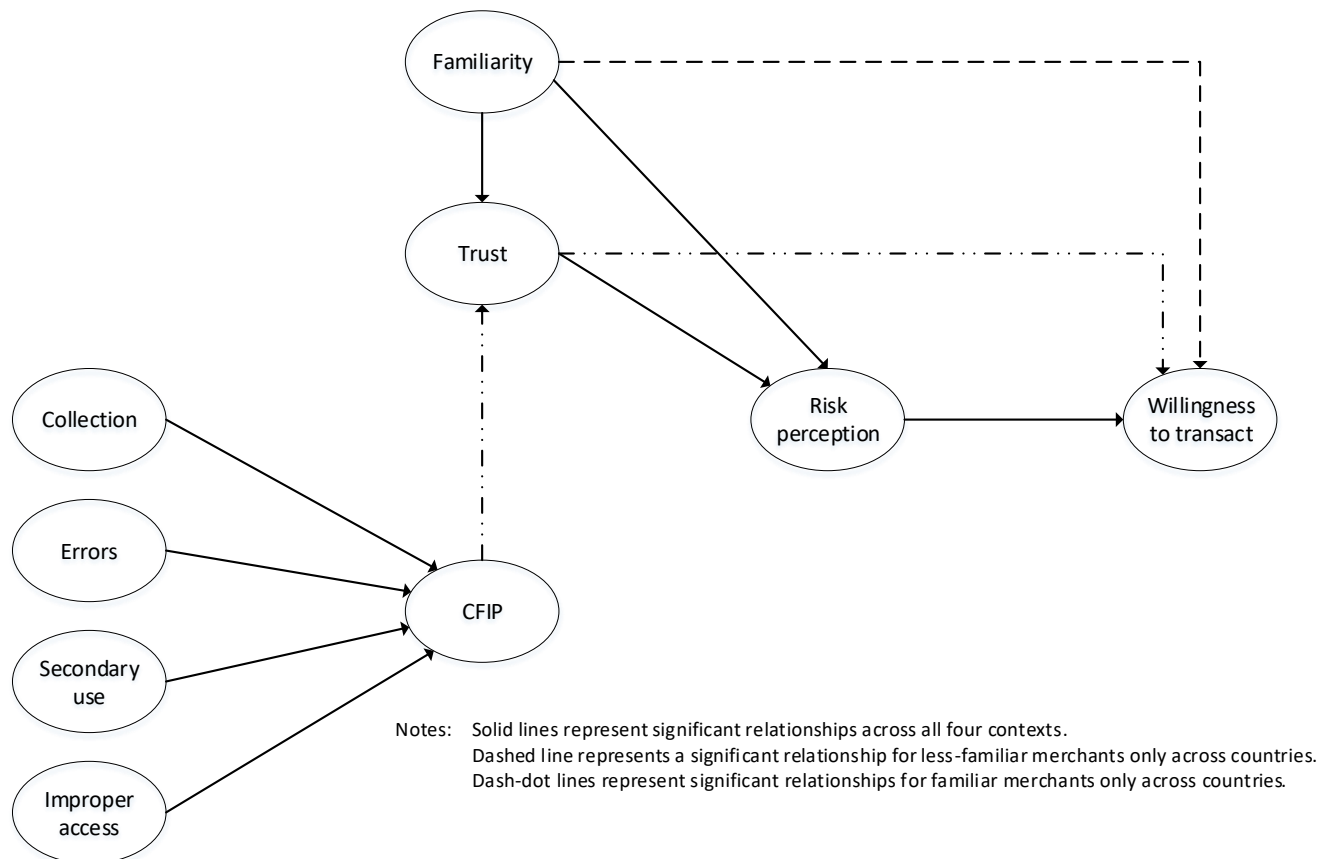 Familiarity
Trust
Collection
Risk
perception
Willingness
to transact
Errors
CFIP
Secondary
use
Notes: Solid lines represent significant relationships across all four contexts.
Dashed line represents a significant relationship for less-familiar merchants only across countries.
Dash-dot lines represent significant relationships for familiar merchants only across countries.
Improper
access